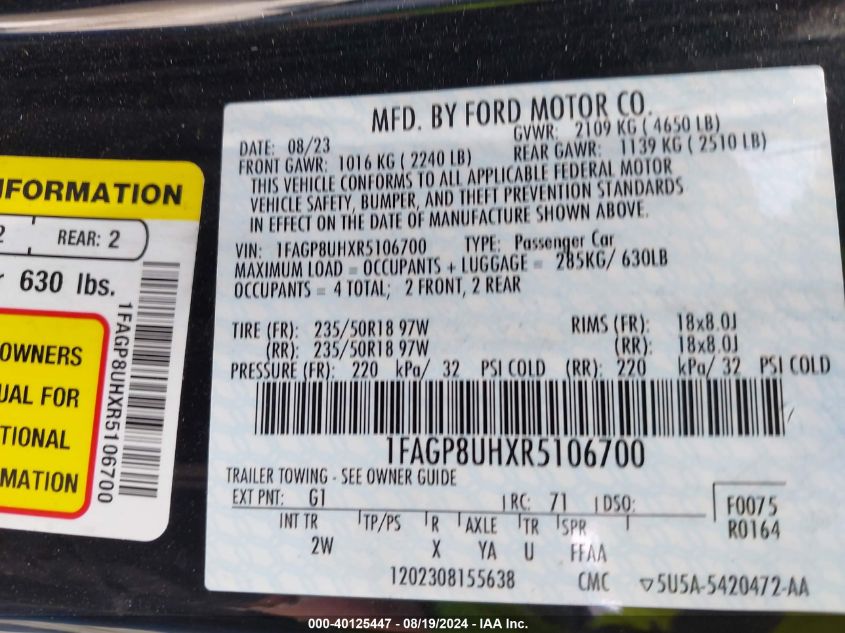 NFORMATION
2 REAR: 2
r 630 lbs.
OWNERS
UAL FOR
TIONAL
MATION
1FAGP8UHXR5106700
MFD. BY FORD MOTOR CO.
DATE: 08/23 GVWR: 2109 KG ( 4650 LB)
FRONT GAWR: 1016 KG ( 2240 LB) REAR GAWR: 1139 KG ( 2510 LB)
THIS VEHICLE CONFORMS TO ALL APPLICABLE FEDERAL MOTOR
VEHICLE SAFETY, BUMPER, AND THEFT PREVENTION STANDARDS
IN EFFECT ON THE DATE OF MANUFACTURE SHOWN ABOVE.
VIN: 1FAGP8UHXR5106700 TYPE: Passenger Car
MAXIMUM LOAD = OCCUPANTS + LUGGAGE = 285KG/ 630LB
OCCUPANTS = 4 TOTAL; 2 FRONT, 2 REAR
TIRE (FR): 235/50R18 97W RIMS (FR): 18x8.0J
(RR): 235/50R18 97W (RR): 18x8.0J
PRESSURE (FR): 220 kPa/ 32 PSI COLD (RR): 220 kPa/ 32 PSI COLD
1FAGP8UHXR5106700
TRAILER TOWING - SEE OWNER GUIDE
EXT PNT: G1 RC: 71 DSO: F0075
INT TR TP/PS R AXLE TR SPR R0164
2W X YA U FFAA
1202308155638 CMC ▽5U5A-5420472-AA
000-40125447 - 08/19/2024 - IAA Inc.